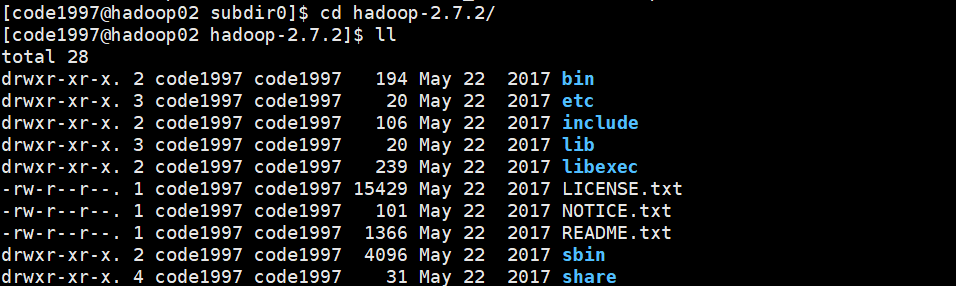 [code1997@hadoop02 subdir0]$ cd hadoop-2.7.2/
[code1997@hadoop02 hadoop-2.7.2]$ ll
total 28
drwxr-xr-x. 2 code1997 code1997   194 May 22  2017 bin
drwxr-xr-x. 3 code1997 code1997    20 May 22  2017 etc
drwxr-xr-x. 2 code1997 code1997   106 May 22  2017 include
drwxr-xr-x. 3 code1997 code1997    20 May 22  2017 lib
drwxr-xr-x. 2 code1997 code1997   239 May 22  2017 libexec
-rw-r--r--. 1 code1997 code1997 15429 May 22  2017 LICENSE.txt
-rw-r--r--. 1 code1997 code1997   101 May 22  2017 NOTICE.txt
-rw-r--r--. 1 code1997 code1997  1366 May 22  2017 README.txt
drwxr-xr-x. 2 code1997 code1997  4096 May 22  2017 sbin
drwxr-xr-x. 4 code1997 code1997    31 May 22  2017 share